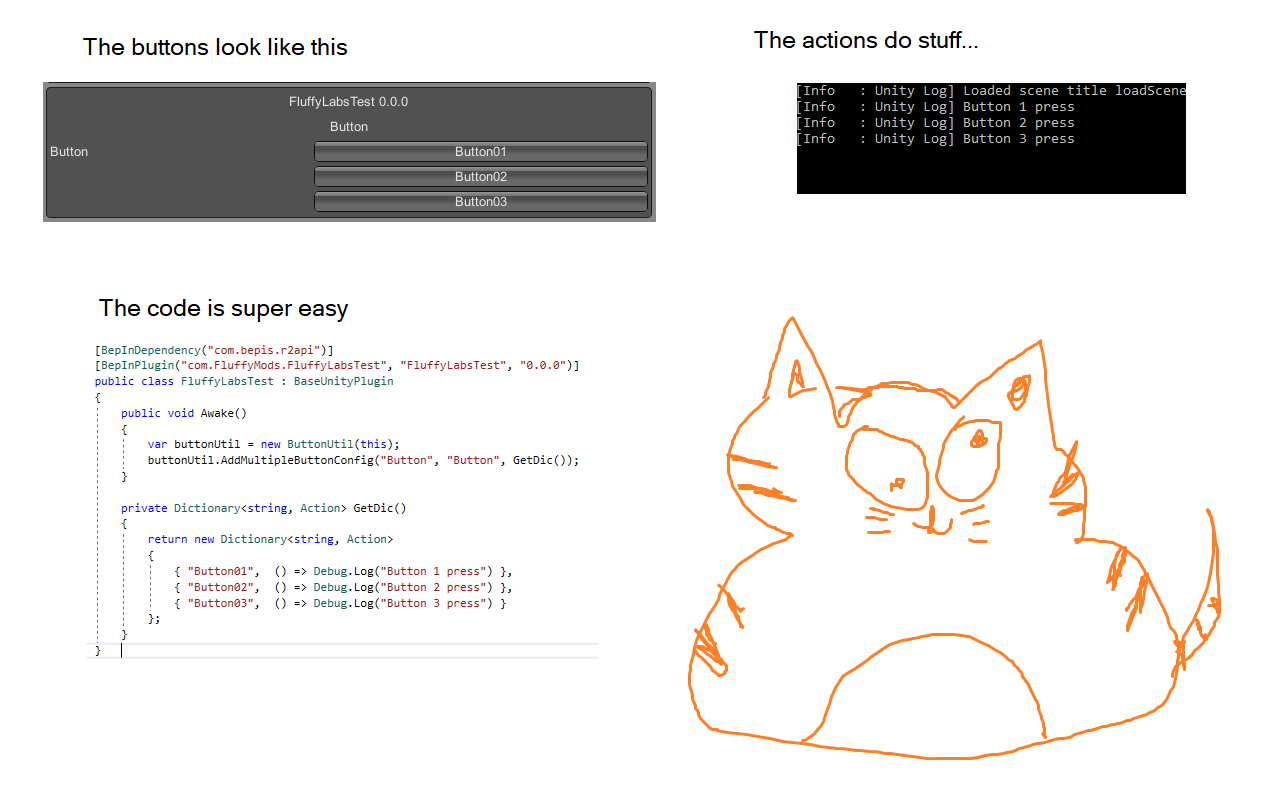 The buttons look like this
FluffyLabsTest 0.0.0
Button
Button
Button01
Button02
Button03
The actions do stuff...
[Info   : Unity Log] Loaded scene title loadScene
[Info   : Unity Log] Button 1 press
[Info   : Unity Log] Button 2 press
[Info   : Unity Log] Button 3 press
The code is super easy
[BepInDependency("com.bepis.r2api")]
[BepInPlugin("com.FluffyMods.FluffyLabsTest", "FluffyLabsTest", "0.0.0")]
public class FluffyLabsTest : BaseUnityPlugin
{
    public void Awake()
    {
        var buttonUtil = new ButtonUtil(this);
        buttonUtil.AddMultipleButtonConfig("Button", "Button", GetDic());
    }
    private Dictionary<string, Action> GetDic()
    {
        return new Dictionary<string, Action>
        {
            { "Button01",  () => Debug.Log("Button 1 press") },
            { "Button02",  () => Debug.Log("Button 2 press") },
            { "Button03",  () => Debug.Log("Button 3 press") }
        };
    }
}